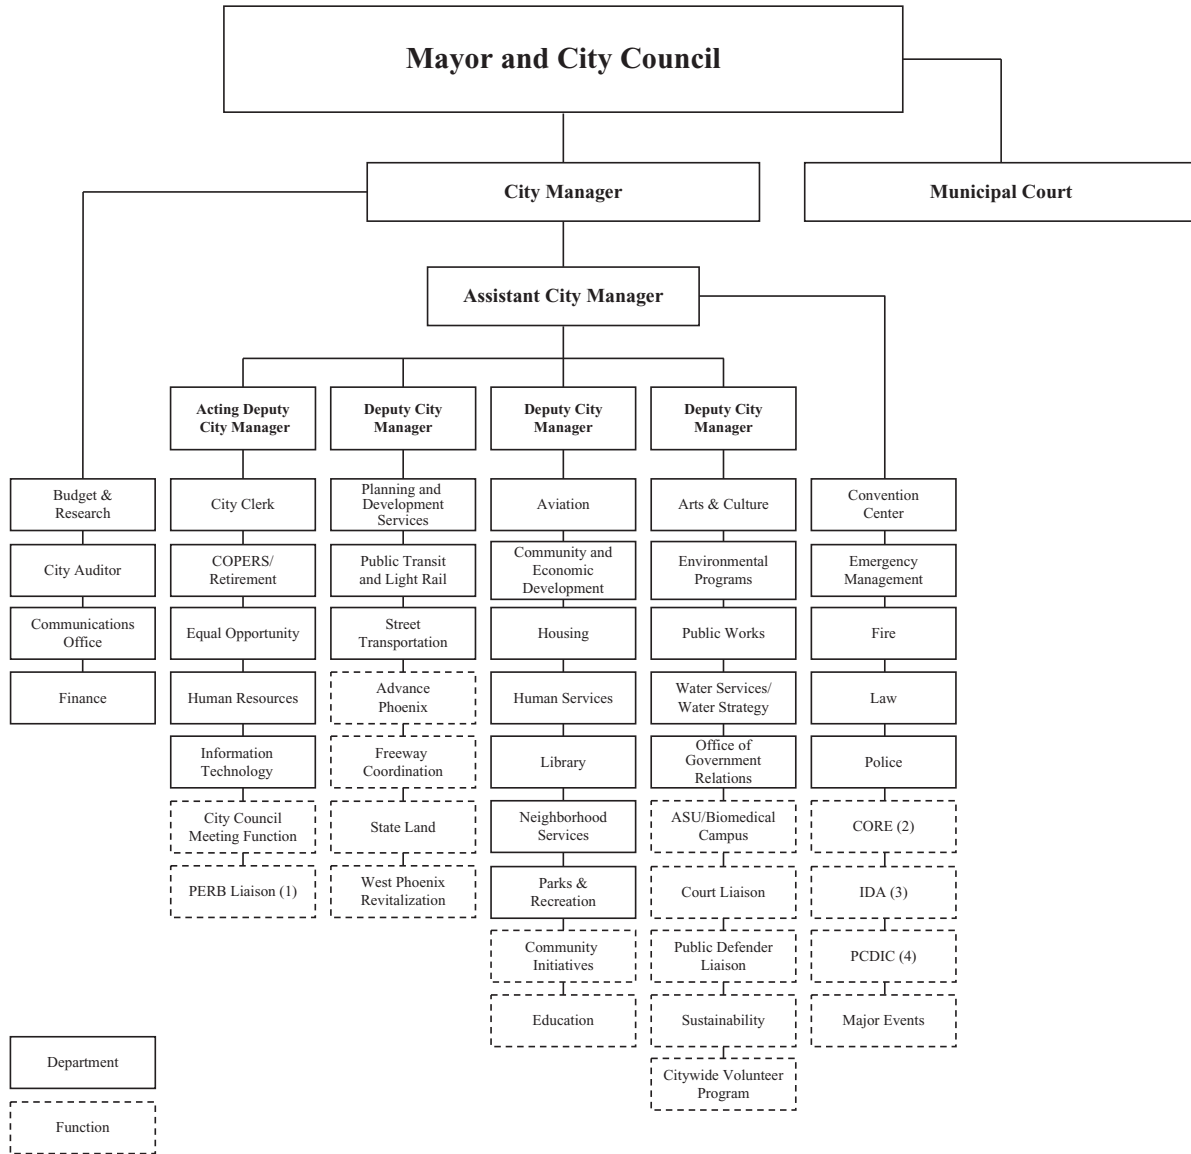 Mayor and City Council
City Manager
Municipal Court
Assistant City Manager
Acting Deputy
City Manager
Deputy City
Manager
Deputy City
Manager
Deputy City
Manager
Budget &
Research
City Auditor
Communications
Office
Finance
City Clerk
COPERS/
Retirement
Equal Opportunity
Human Resources
Information
Technology
City Council
Meeting Function
PERB Liaison (1)
Planning and
Development
Services
Public Transit
and Light Rail
Street
Transportation
Advance
Phoenix
Freeway
Coordination
State Land
West Phoenix
Revitalization
Aviation
Community and
Economic
Development
Housing
Human Services
Library
Neighborhood
Services
Parks &
Recreation
Community
Initiatives
Education
Arts & Culture
Environmental
Programs
Public Works
Water Services/
Water Strategy
Office of
Government
Relations
ASU/Biomedical
Campus
Court Liaison
Public Defender
Liaison
Sustainability
Citywide Volunteer
Program
Convention
Center
Emergency
Management
Fire
Law
Police
CORE (2)
IDA (3)
PCDIC (4)
Major Events
Department
Function